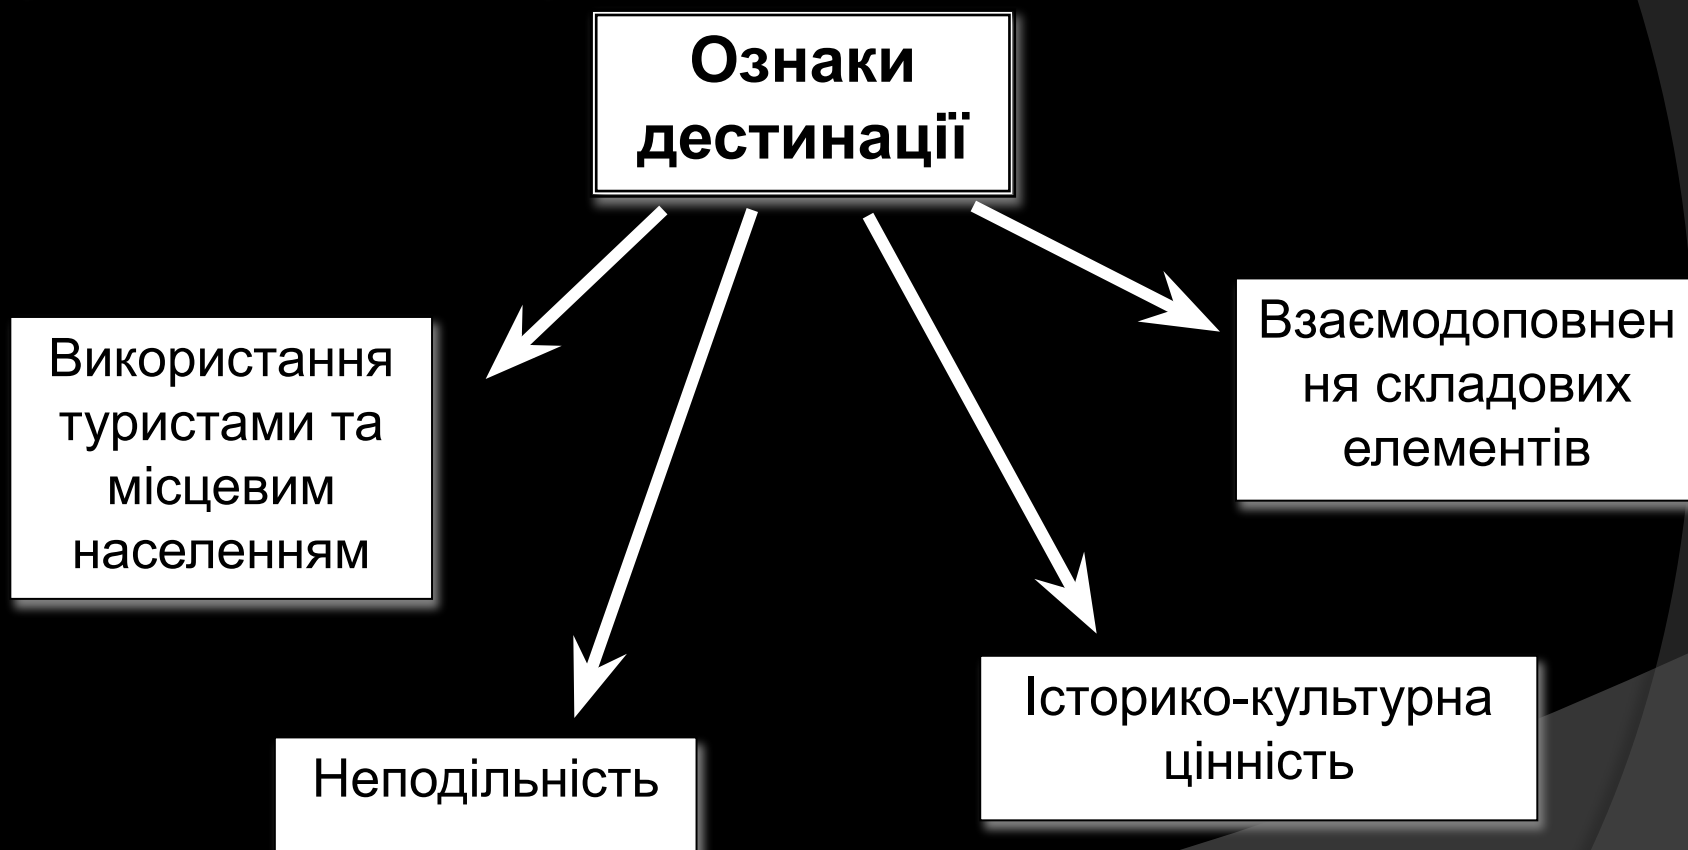 Ознаки
дестинації
Використання
туристами та
місцевим
населенням
Неподільність
Історико-культурна
цінність
Взаємодоповнен
ня складових
елементів